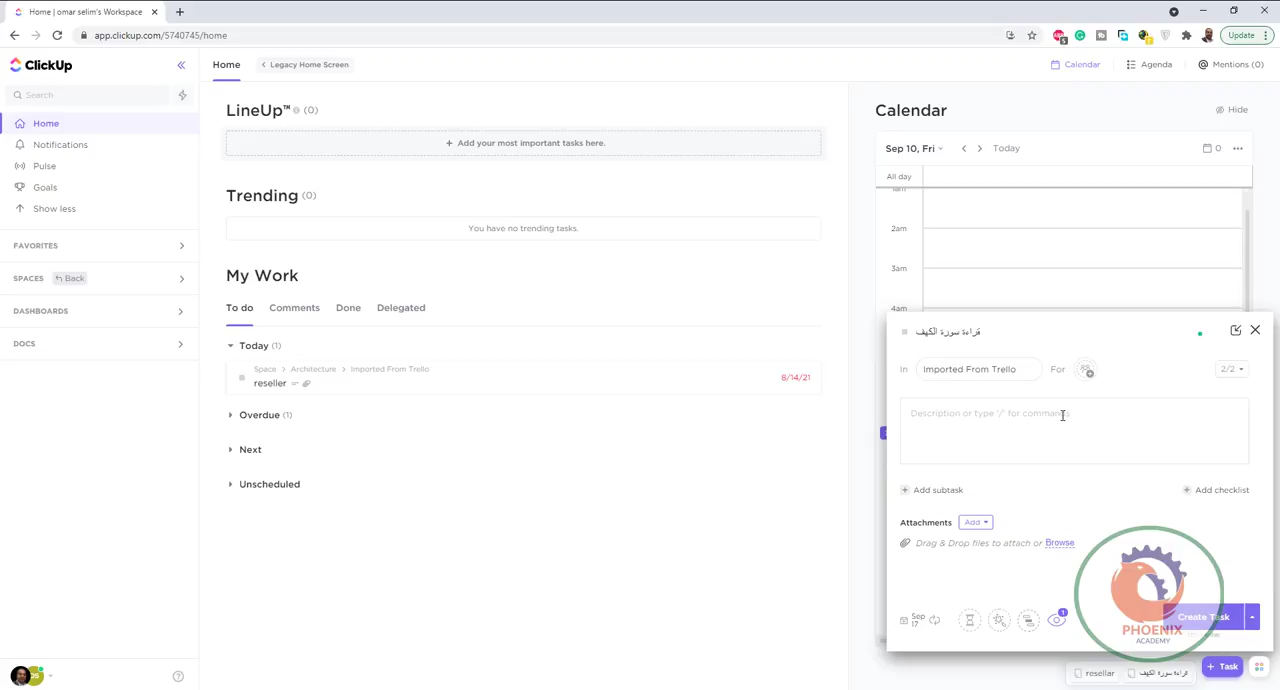 Home | omar selim's Workspace
app.clickup.com/5740745/home
Update
ClickUp
Search
Home
Notifications
Pulse
Goals
Show less
FAVORITES
SPACES Back
DASHBOARDS
DOCS
Home
Legacy Home Screen
Calendar
Agenda
Mentions (0)
LineUp™ (0)
+ Add your most important tasks here.
Trending (0)
You have no trending tasks.
My Work
To do Comments Done Delegated
Today (1)
Space > Architecture > Imported From Trello
reseller
8/14/21
Overdue (1)
Next
Unscheduled
Calendar
Hide
Sep 10, Fri
Today
0
All day
1am
2am
3am
4am
قراءة سورة الكهف
In Imported From Trello For
2/2
Description or type '/' for commands
+ Add subtask
+ Add checklist
Attachments Add
Drag & Drop files to attach or Browse
Sep
17
1
Create Task
PHOENIX
ACADEMY
resellar
قراءة سورة الكهف
+ Task